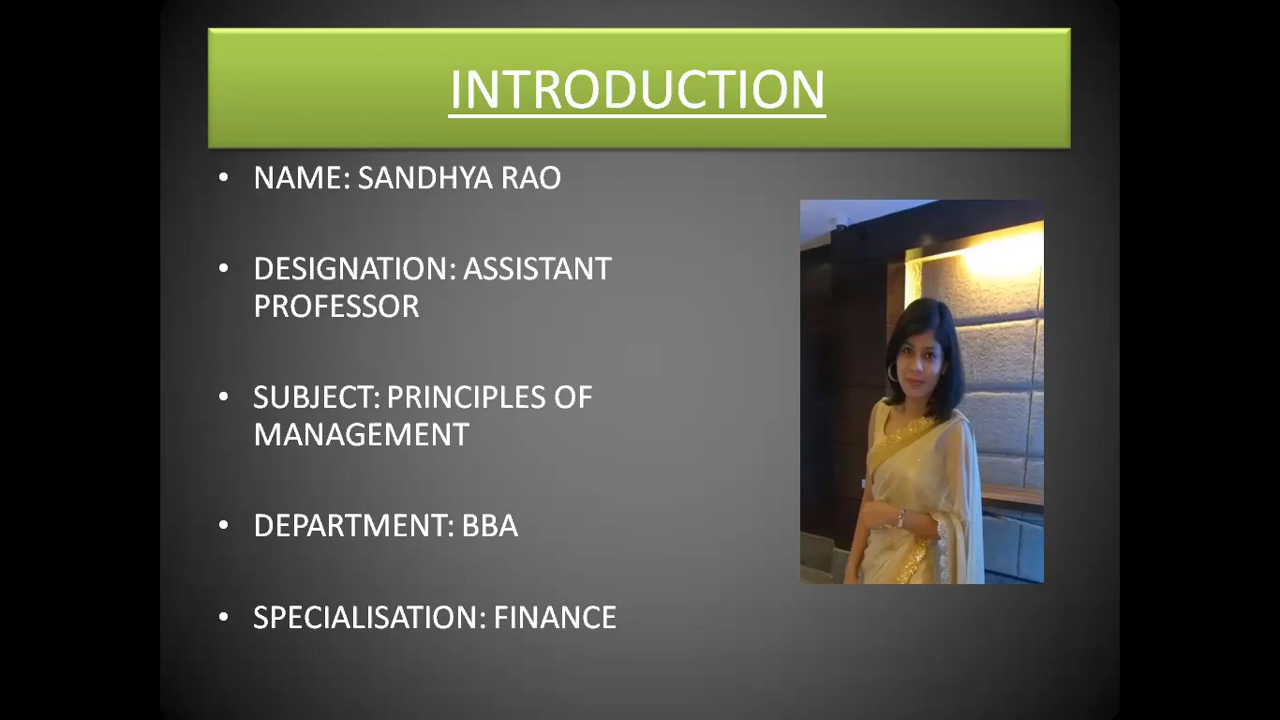 INTRODUCTION
• NAME: SANDHYA RAO
• DESIGNATION: ASSISTANT
PROFESSOR
• SUBJECT: PRINCIPLES OF
MANAGEMENT
• DEPARTMENT: BBA
• SPECIALISATION: FINANCE